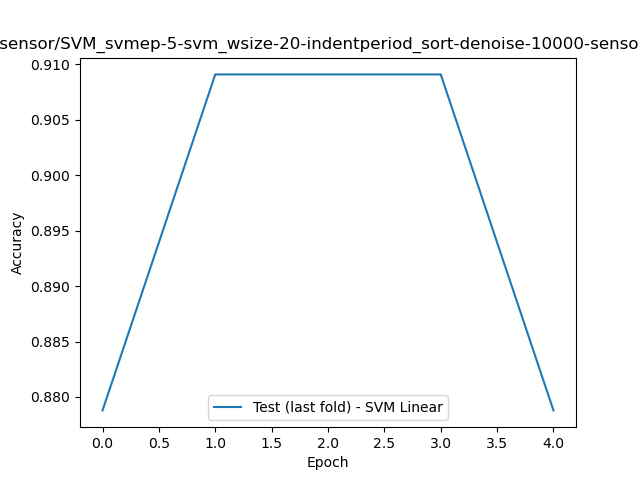 sensor/SVM_svmep-5-svm_wsize-20-indentperiod_sort-denoise-10000-senso
0.910
0.905
0.900
0.895
0.890
0.885
0.880
Accuracy
Test (last fold) - SVM Linear
0.0 0.5 1.0 1.5 2.0 2.5 3.0 3.5 4.0
Epoch